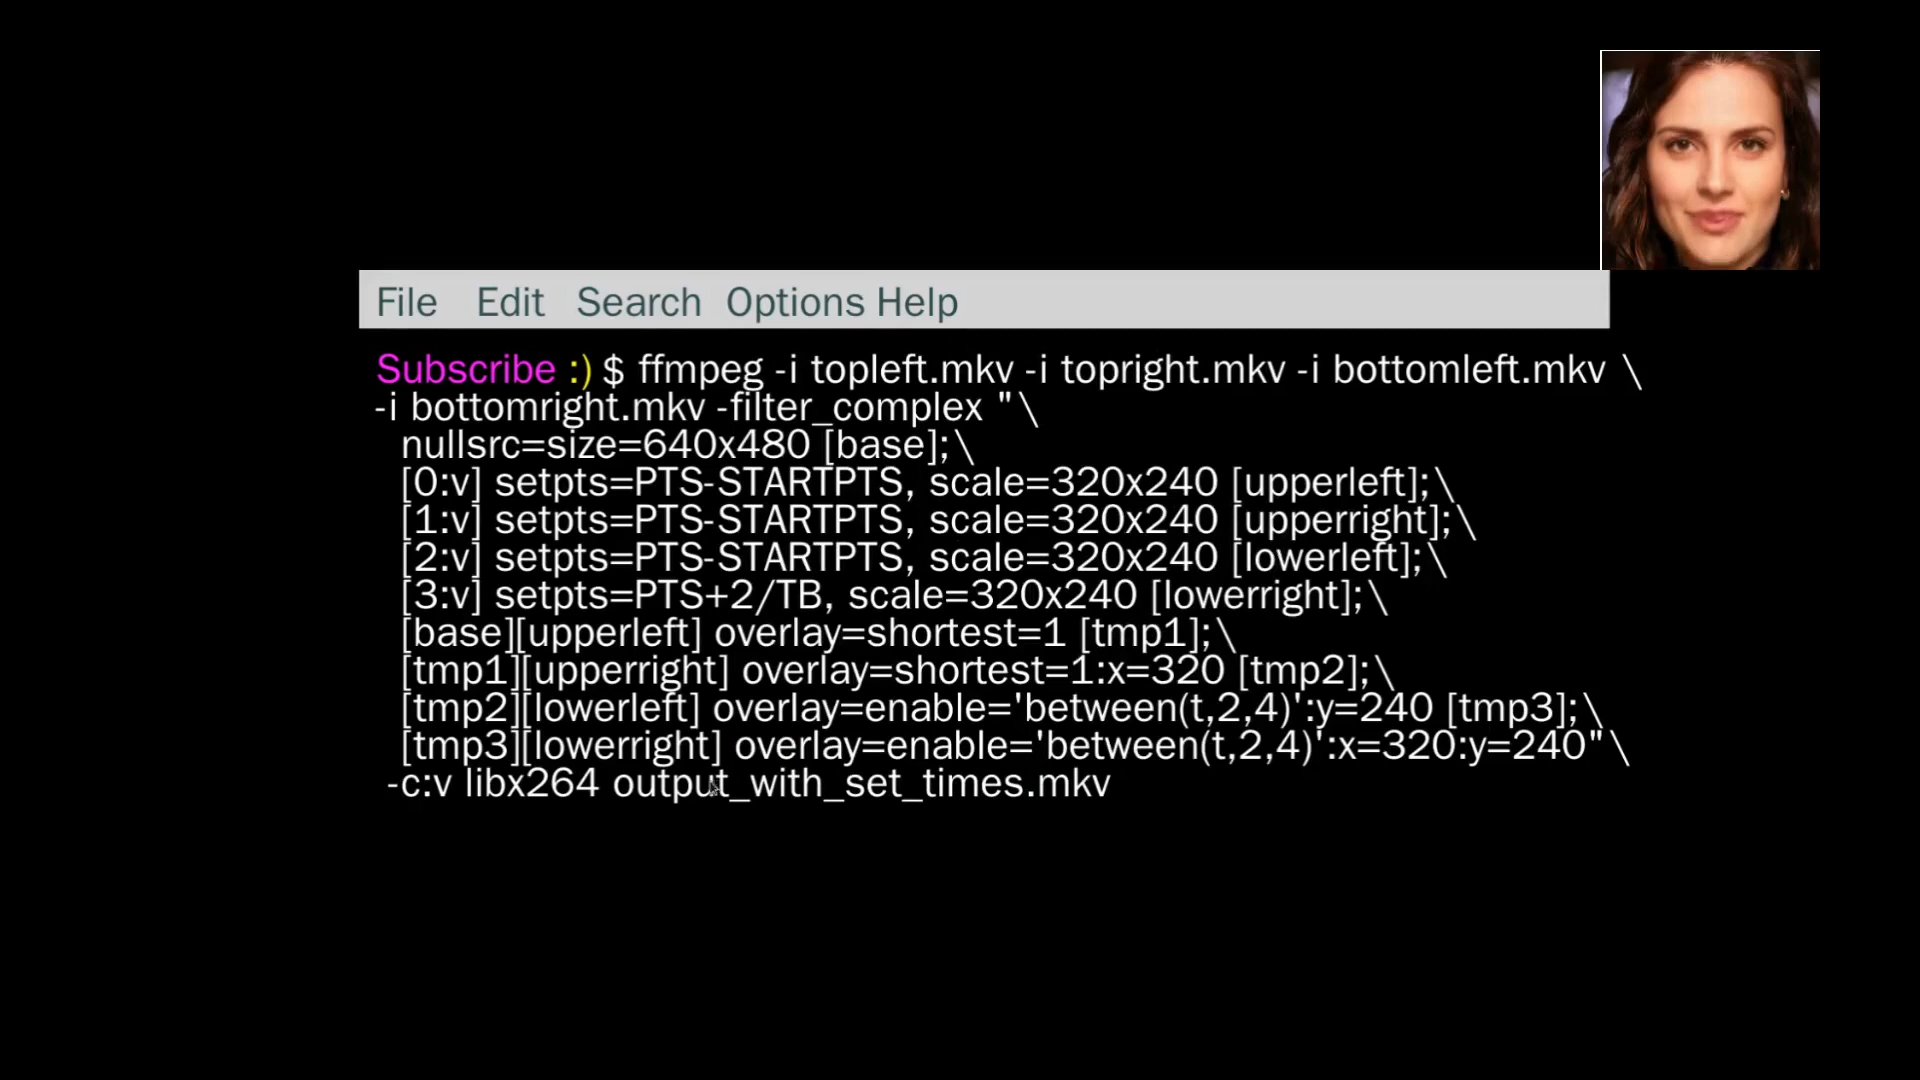 File Edit Search Options Help
Subscribe :) $ ffmpeg -i topleft.mkv -i topright.mkv -i bottomleft.mkv \
-i bottomright.mkv -filter_complex "\
nullsrc=size=640x480 [base];\
[0:v] setpts=PTS-STARTPTS, scale=320x240 [upperleft];\
[1:v] setpts=PTS-STARTPTS, scale=320x240 [upperright];\
[2:v] setpts=PTS-STARTPTS, scale=320x240 [lowerleft];\
[3:v] setpts=PTS+2/TB, scale=320x240 [lowerright];\
[base][upperleft] overlay=shortest=1 [tmp1];\
[tmp1][upperright] overlay=shortest=1:x=320 [tmp2];\
[tmp2][lowerleft] overlay=enable='between(t,2,4)':y=240 [tmp3];\
[tmp3][lowerright] overlay=enable='between(t,2,4)':x=320:y=240"\
-c:v libx264 output_with_set_times.mkv